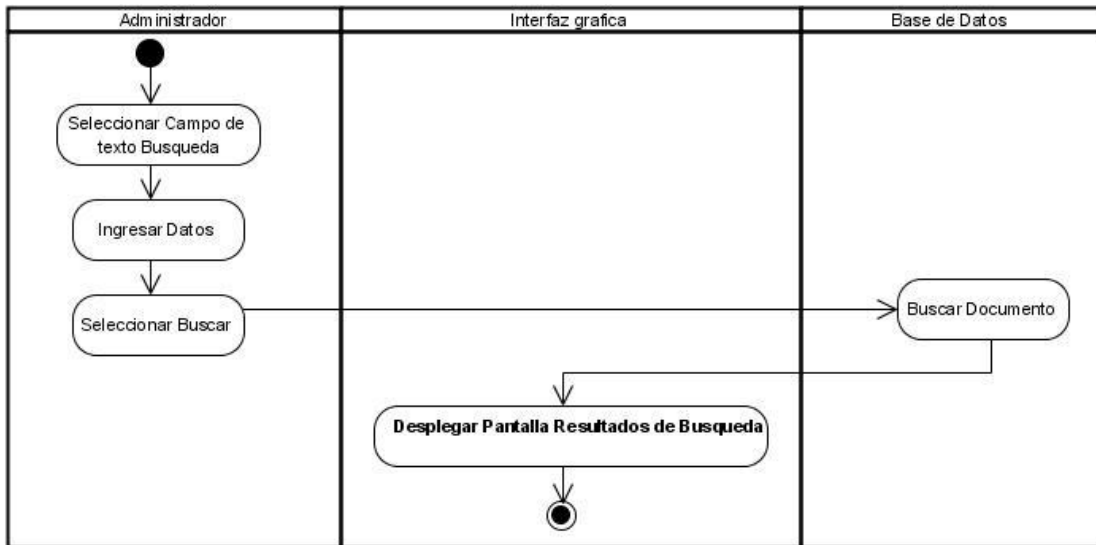 Administrador
Interfaz grafica
Base de Datos
Seleccionar Campo de
texto Busqueda
Ingresar Datos
Seleccionar Buscar
Buscar Documento
Desplegar Pantalla Resultados de Busqueda